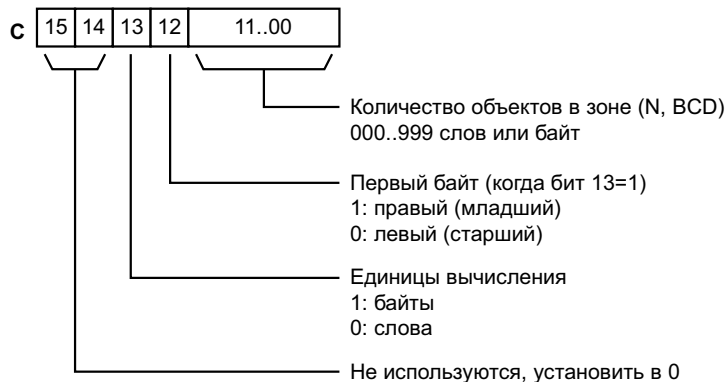 С 15 14 13 12 11..00
Количество объектов в зоне (N, BCD)
000..999 слов или байт
Первый байт (когда бит 13=1)
1: правый (младший)
0: левый (старший)
Единицы вычисления
1: байты
0: слова
Не используются, установить в 0